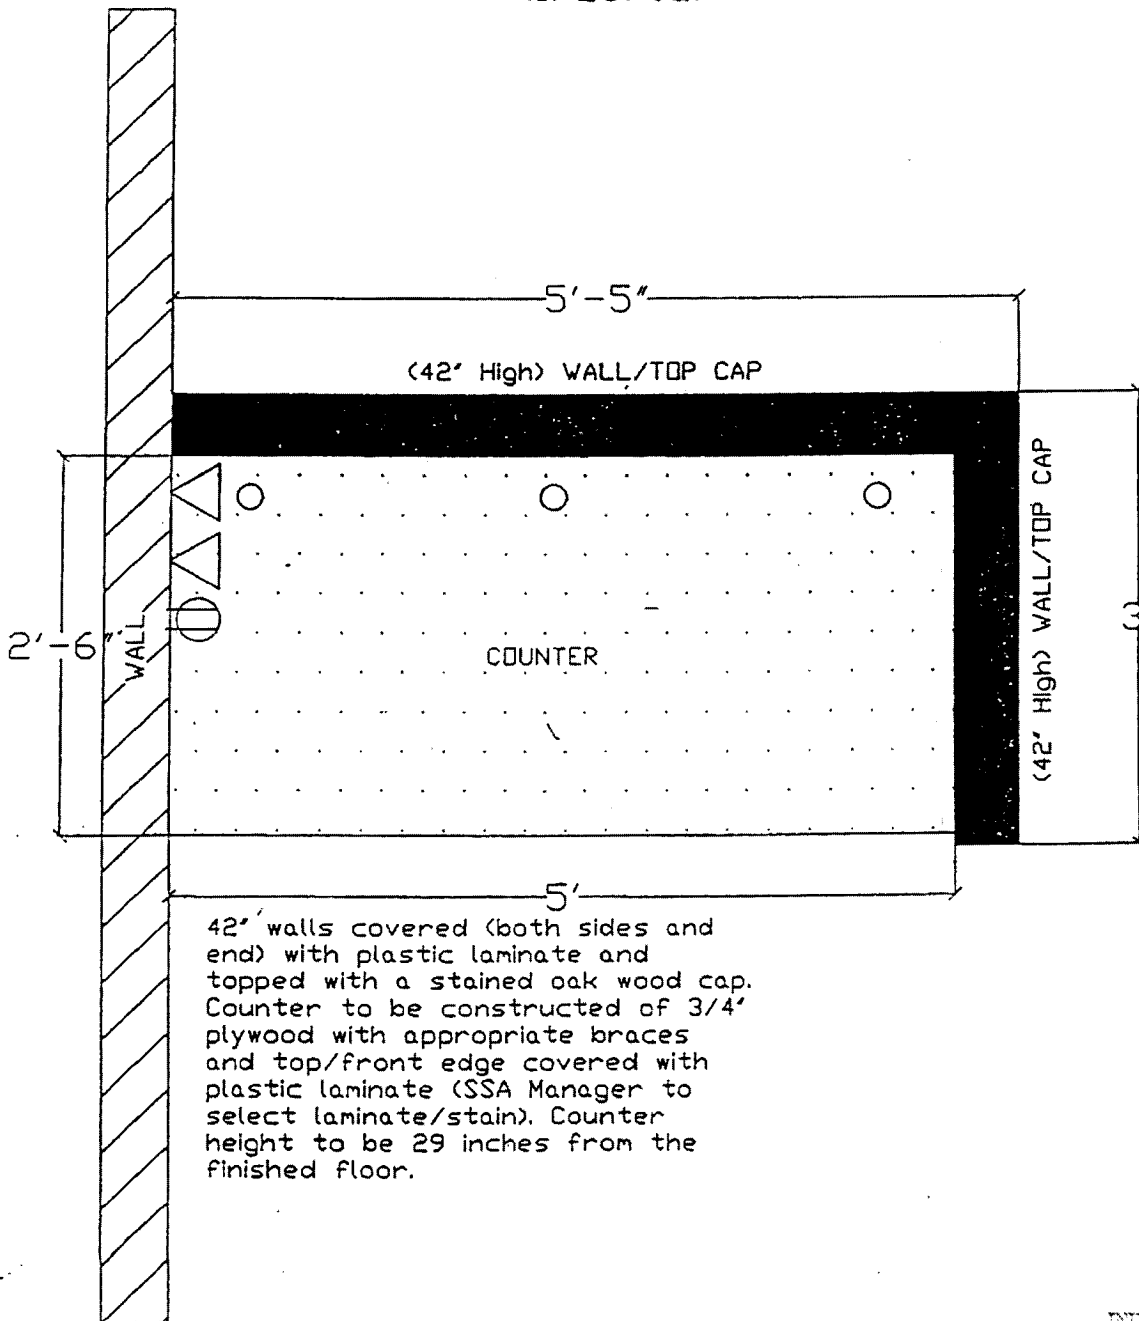 5'-5"
(42" High) WALL/TOP CAP
(42" High) WALL/TOP CAP
2'-6"
WALL
COUNTER
5'
42" walls covered (both sides and
end) with plastic laminate and
topped with a stained oak wood cap.
Counter to be constructed of 3/4"
plywood with appropriate braces
and top/front edge covered with
plastic laminate (SSA Manager to
select laminate/stain). Counter
height to be 29 inches from the
finished floor.